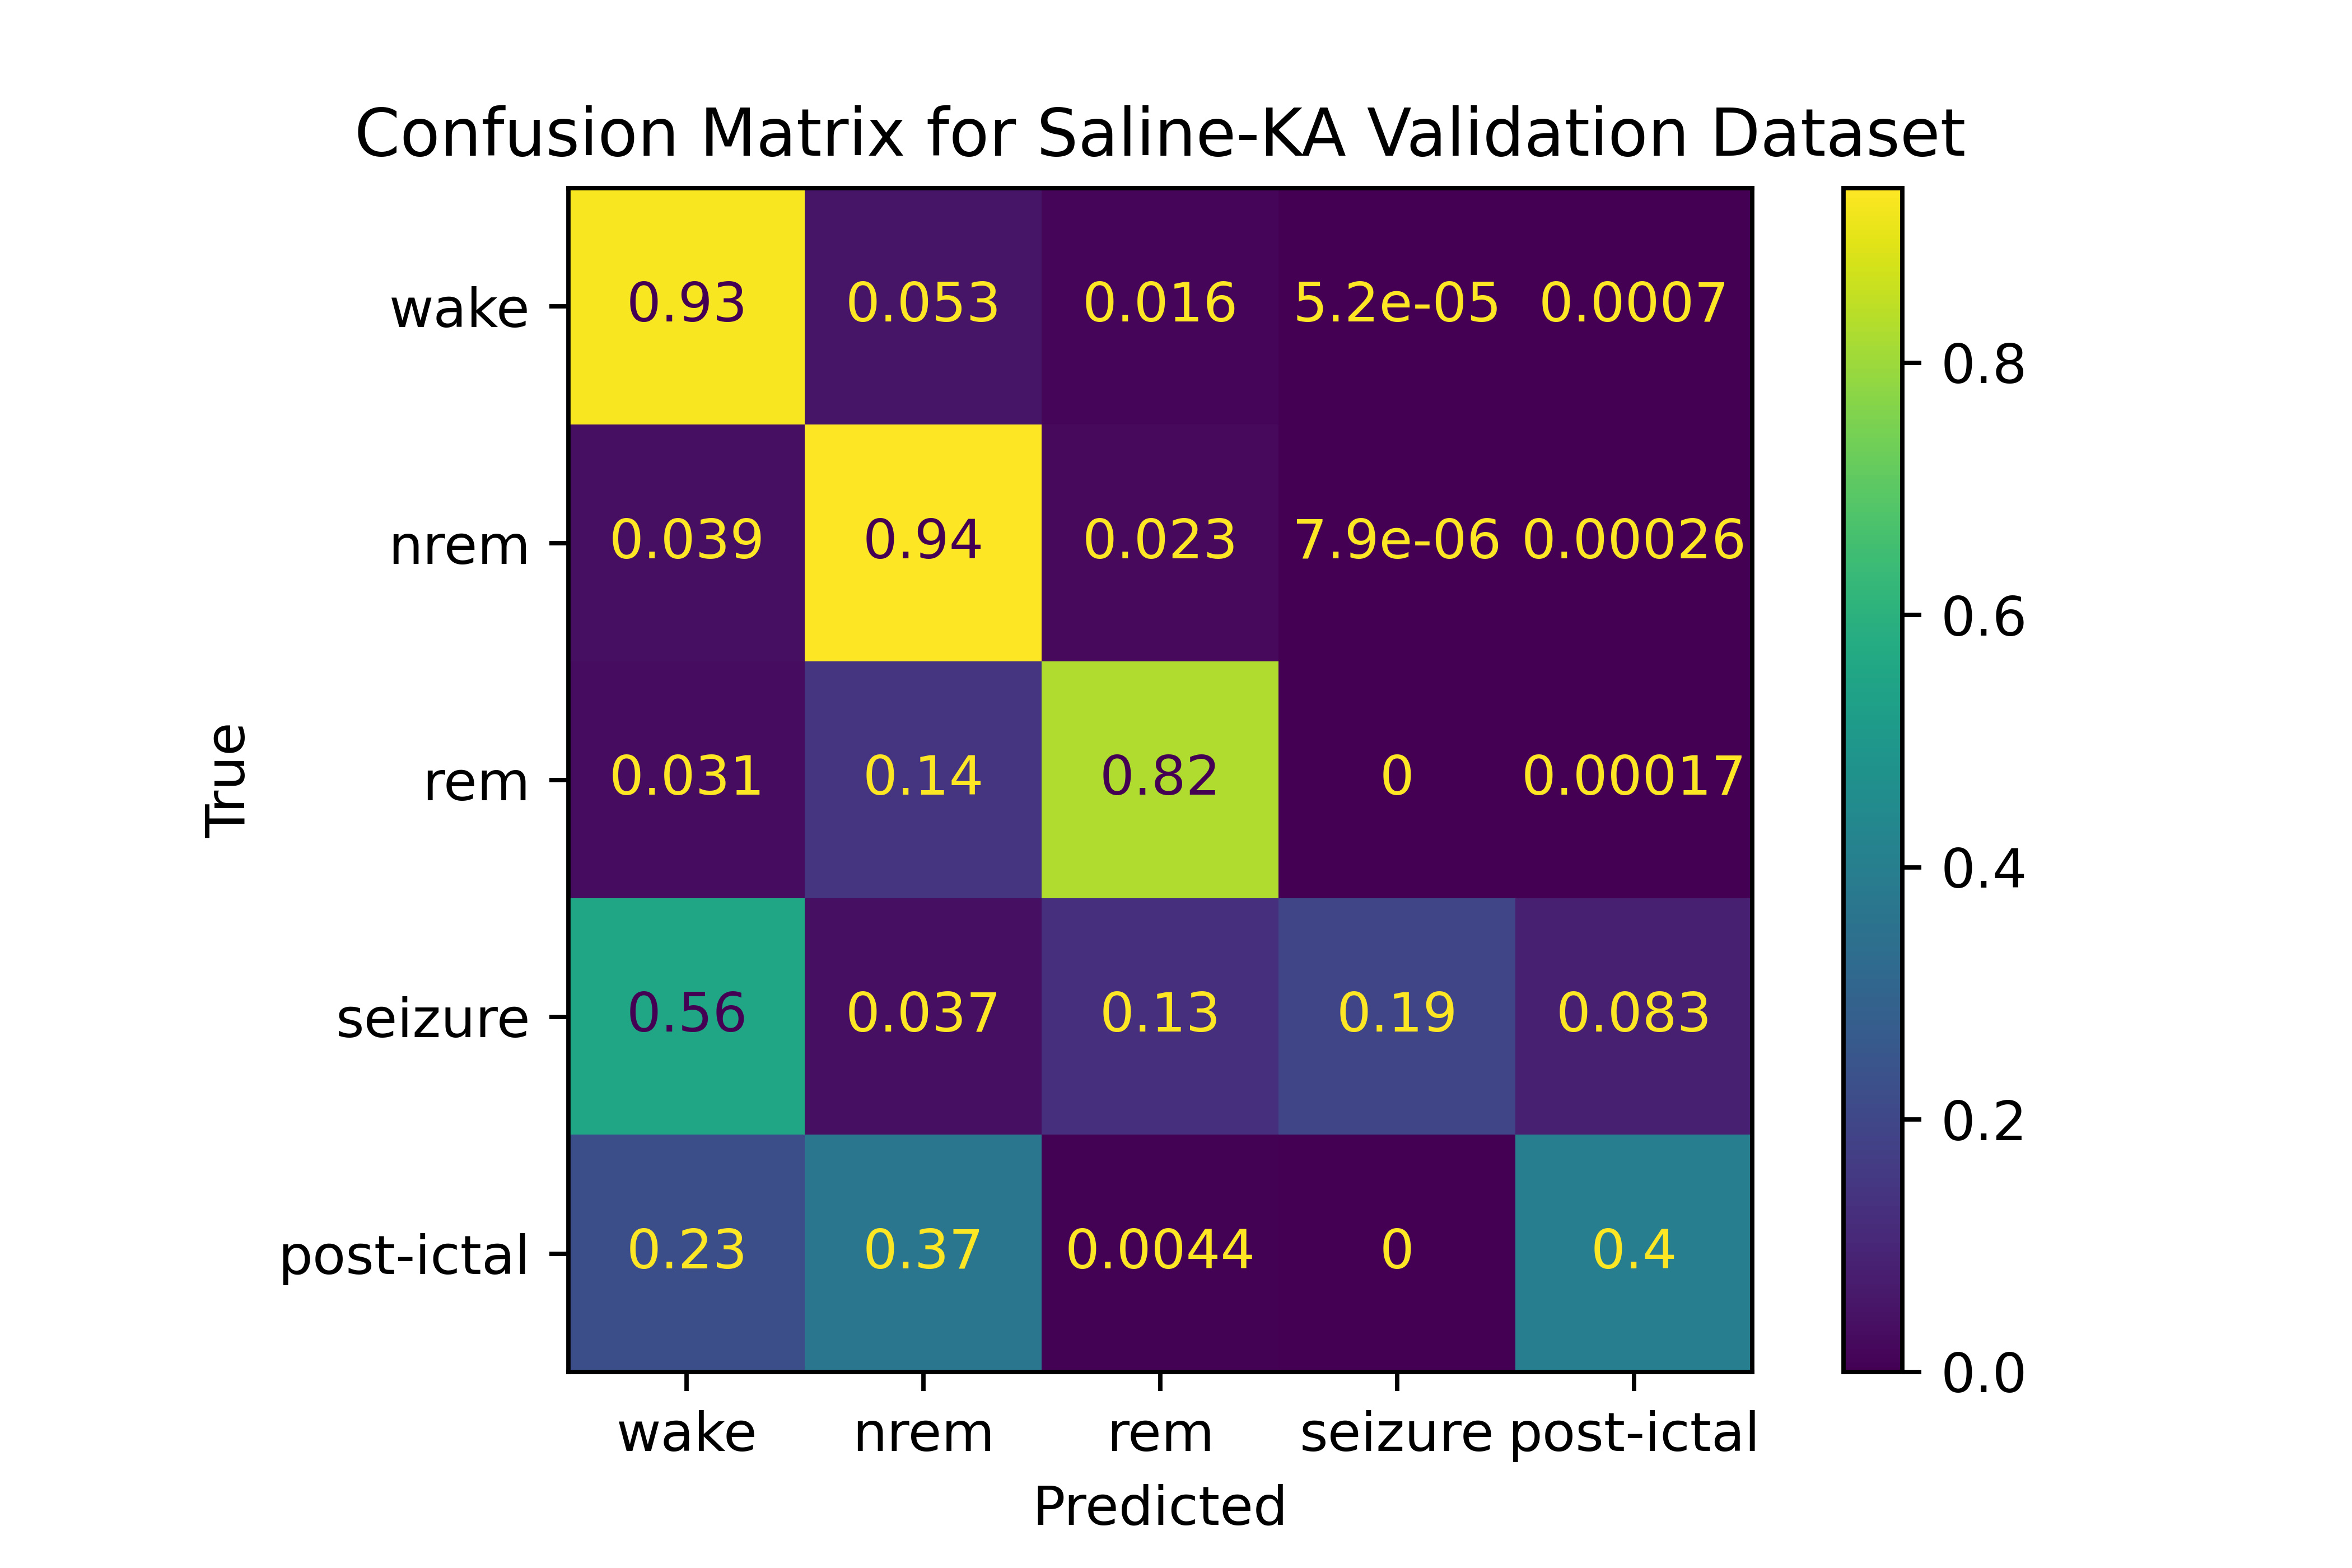 Confusion Matrix for Saline-KA Validation Dataset
wake 0.93 0.053 0.016 5.2e-05 0.0007
nrem 0.039 0.94 0.023 7.9e-06 0.00026
rem 0.031 0.14 0.82 0 0.00017
seizure 0.56 0.037 0.13 0.19 0.083
post-ictal 0.23 0.37 0.0044 0 0.4
True
wake nrem rem seizure post-ictal
Predicted
0.8
0.6
0.4
0.2
0.0